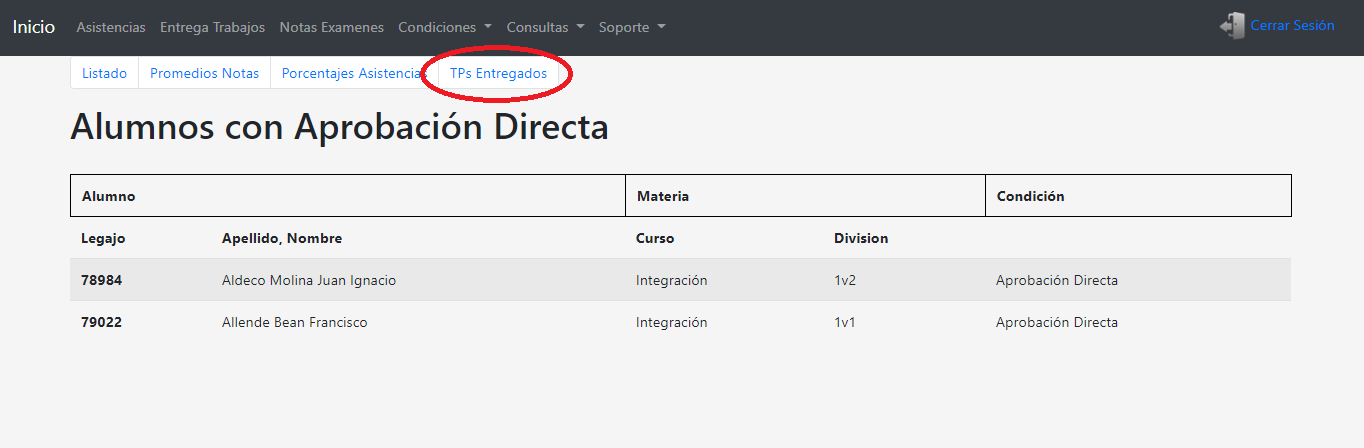 Inicio Asistencias Entrega Trabajos Notas Examenes Condiciones Consultas Soporte Cerrar Sesión
Listado Promedios Notas Porcentajes Asistencias TPs Entregados
Alumnos con Aprobación Directa
Alumno Materia Condición
Legajo Apellido, Nombre Curso Division
78984 Aldeco Molina Juan Ignacio Integración 1v2 Aprobación Directa
79022 Allende Bean Francisco Integración 1v1 Aprobación Directa